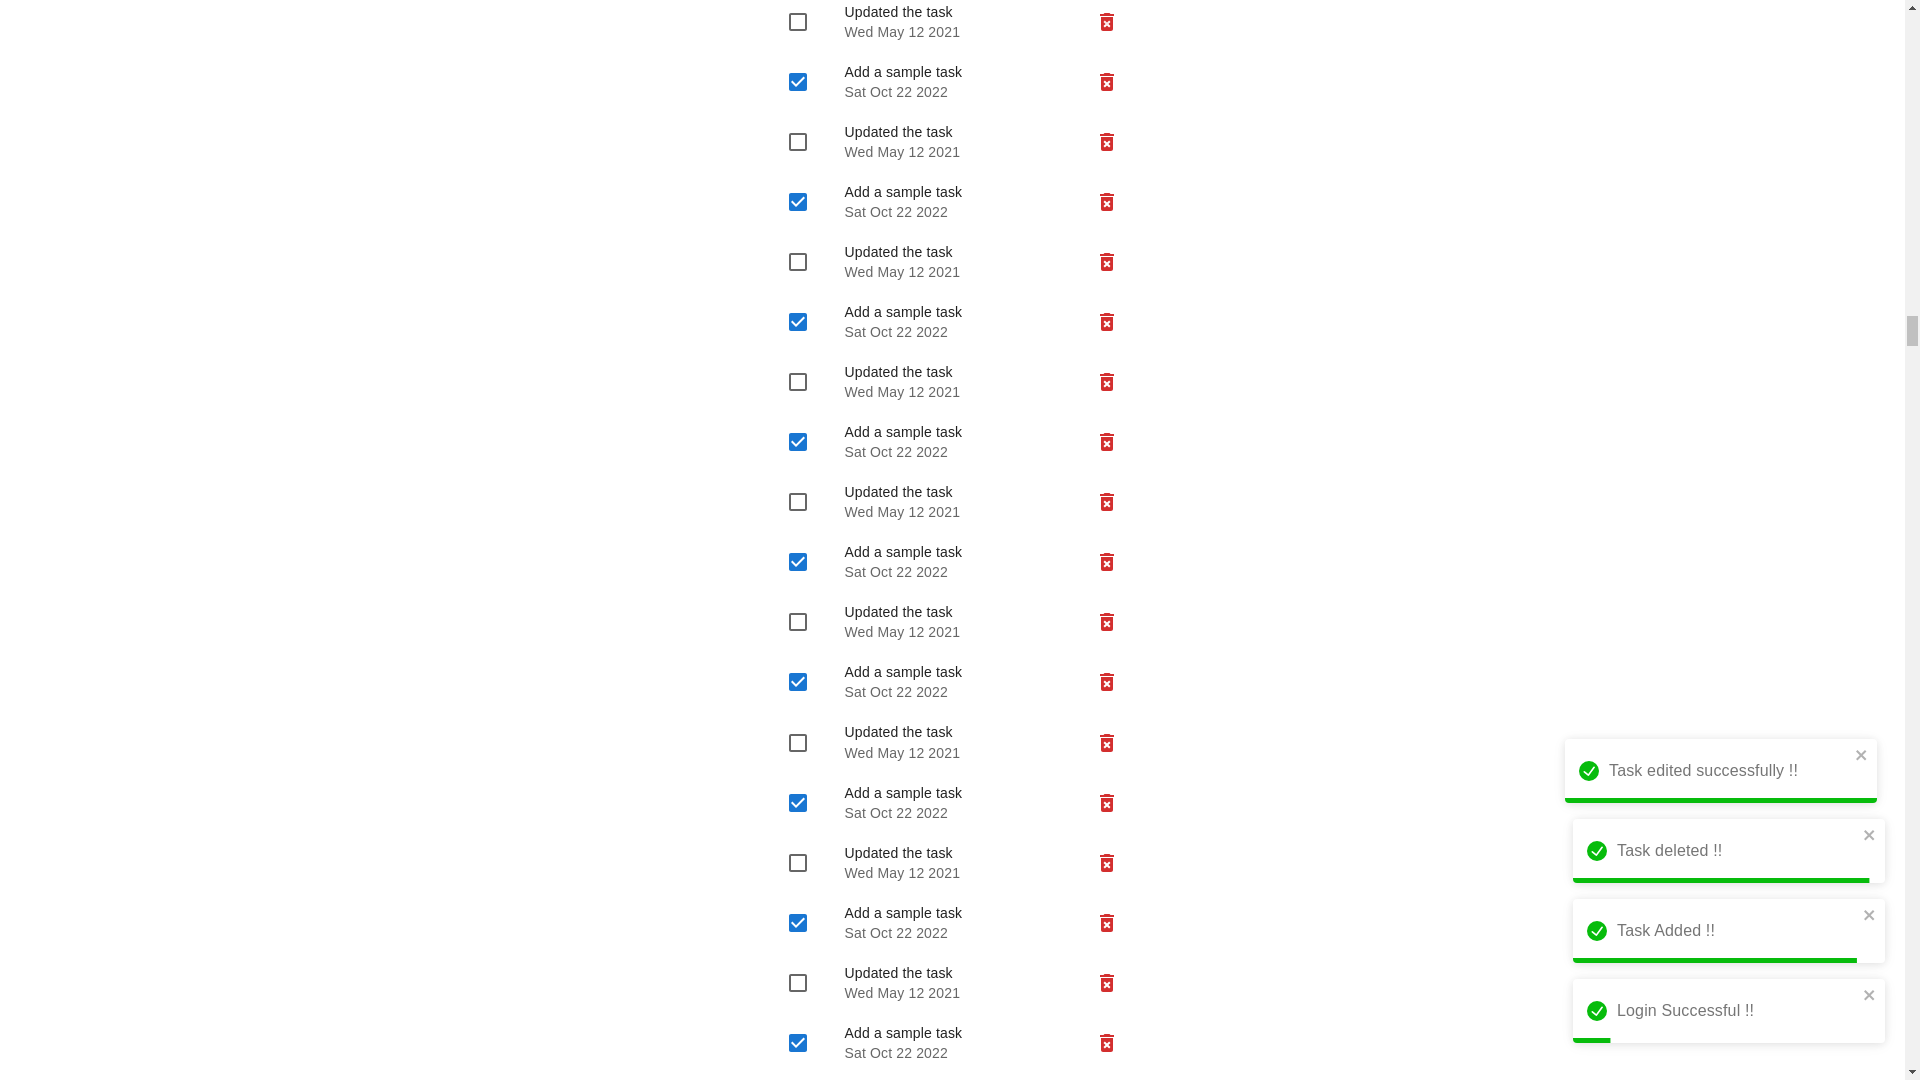 Updated the task
Wed May 12 2021
Add a sample task
Sat Oct 22 2022
Updated the task
Wed May 12 2021
Add a sample task
Sat Oct 22 2022
Updated the task
Wed May 12 2021
Add a sample task
Sat Oct 22 2022
Updated the task
Wed May 12 2021
Add a sample task
Sat Oct 22 2022
Updated the task
Wed May 12 2021
Add a sample task
Sat Oct 22 2022
Updated the task
Wed May 12 2021
Add a sample task
Sat Oct 22 2022
Updated the task
Wed May 12 2021
Add a sample task
Sat Oct 22 2022
Updated the task
Wed May 12 2021
Add a sample task
Sat Oct 22 2022
Updated the task
Wed May 12 2021
Add a sample task
Sat Oct 22 2022
Task edited successfully !!
Task deleted !!
Task Added !!
Login Successful !!